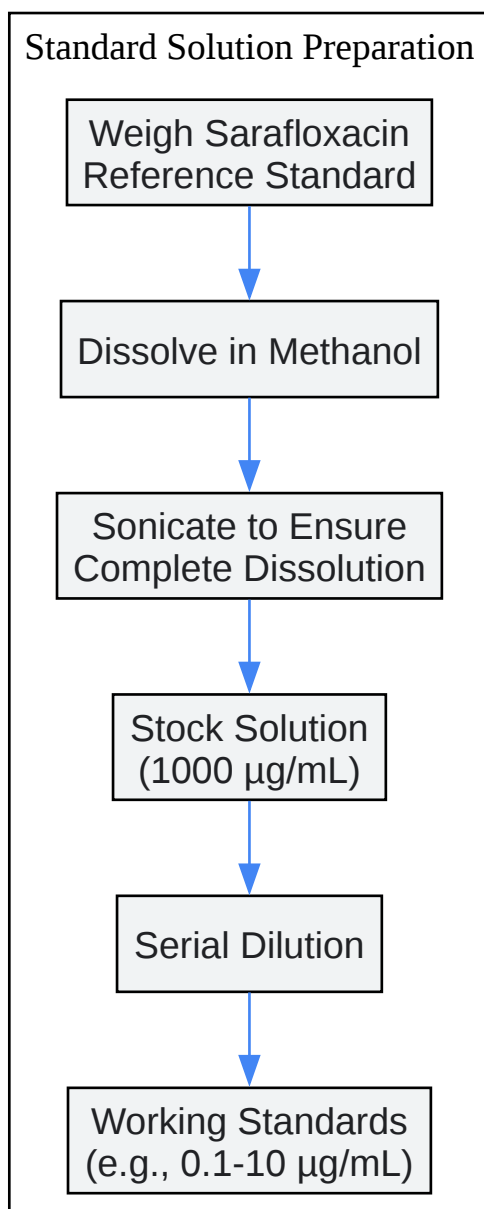 Standard Solution Preparation
Weigh Sarafloxacin
Reference Standard
Dissolve in Methanol
Sonicate to Ensure
Complete Dissolution
Stock Solution
(1000 µg/mL)
Serial Dilution
Working Standards
(e.g., 0.1-10 µg/mL)